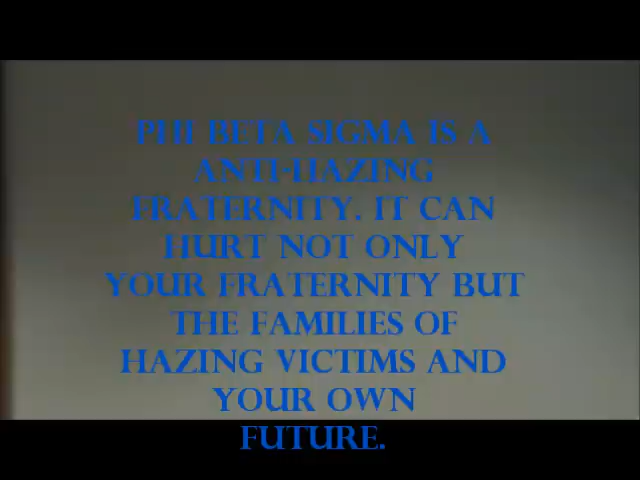 PHI BETA SIGMA IS A
ANTI-HAZING
FRATERNITY. IT CAN
HURT NOT ONLY
YOUR FRATERNITY BUT
THE FAMILIES OF
HAZING VICTIMS AND
YOUR OWN
FUTURE.